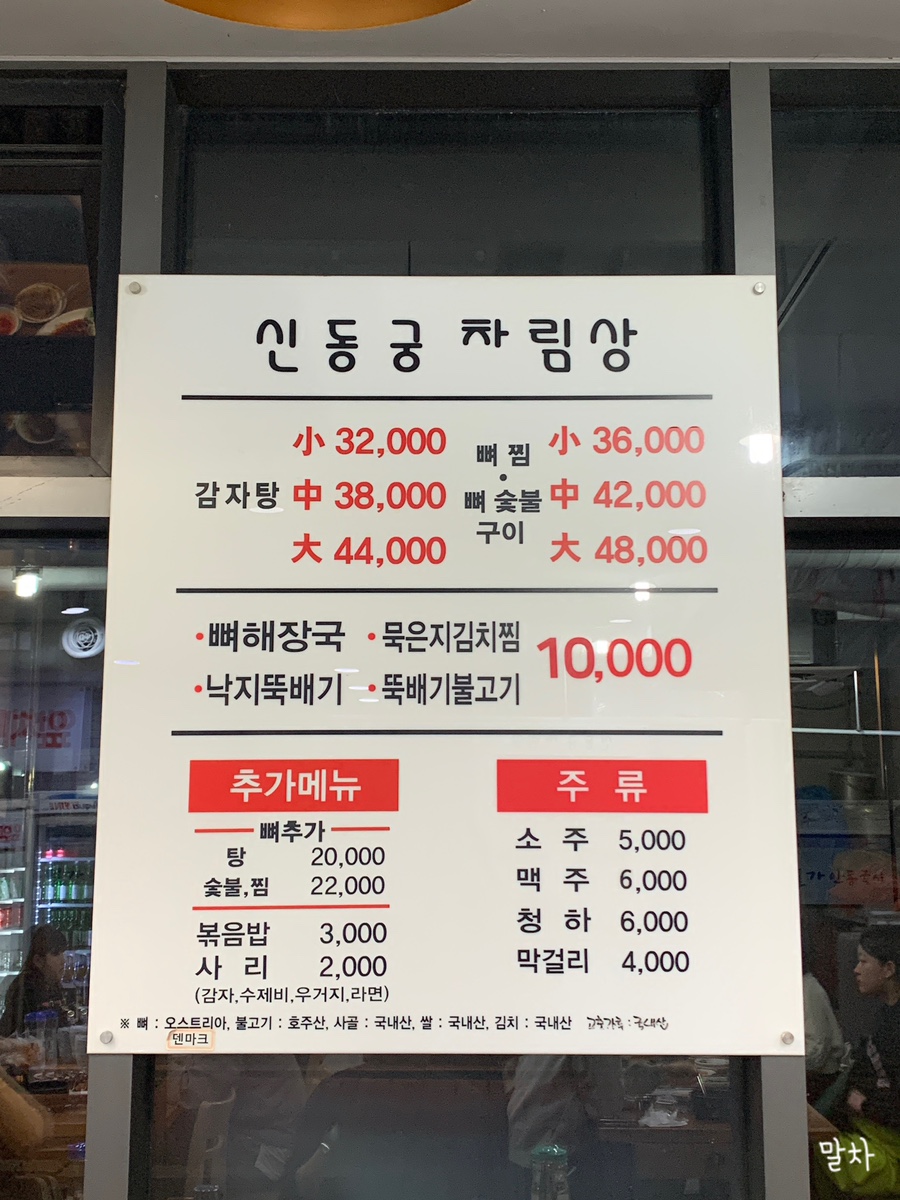 신동궁 차림상
小 32,000
감자탕 中 38,000
大 44,000
뼈 찜
·
뼈 숯불
구이
小 36,000
中 42,000
大 48,000
·뼈해장국 ·묵은지김치찜
·낙지뚝배기 ·뚝배기불고기
10,000
추가메뉴
뼈추가
탕 20,000
숯불,찜 22,000
볶음밥 3,000
사 리 2,000
(감자,수제비,우거지,라면)
주 류
소 주 5,000
맥 주 6,000
청 하 6,000
막걸리 4,000
※ 뼈 : 오스트리아, 불고기 : 호주산, 사골 : 국내산, 쌀 : 국내산, 김치 : 국내산 고춧가루 : 국내산
덴마크
말차